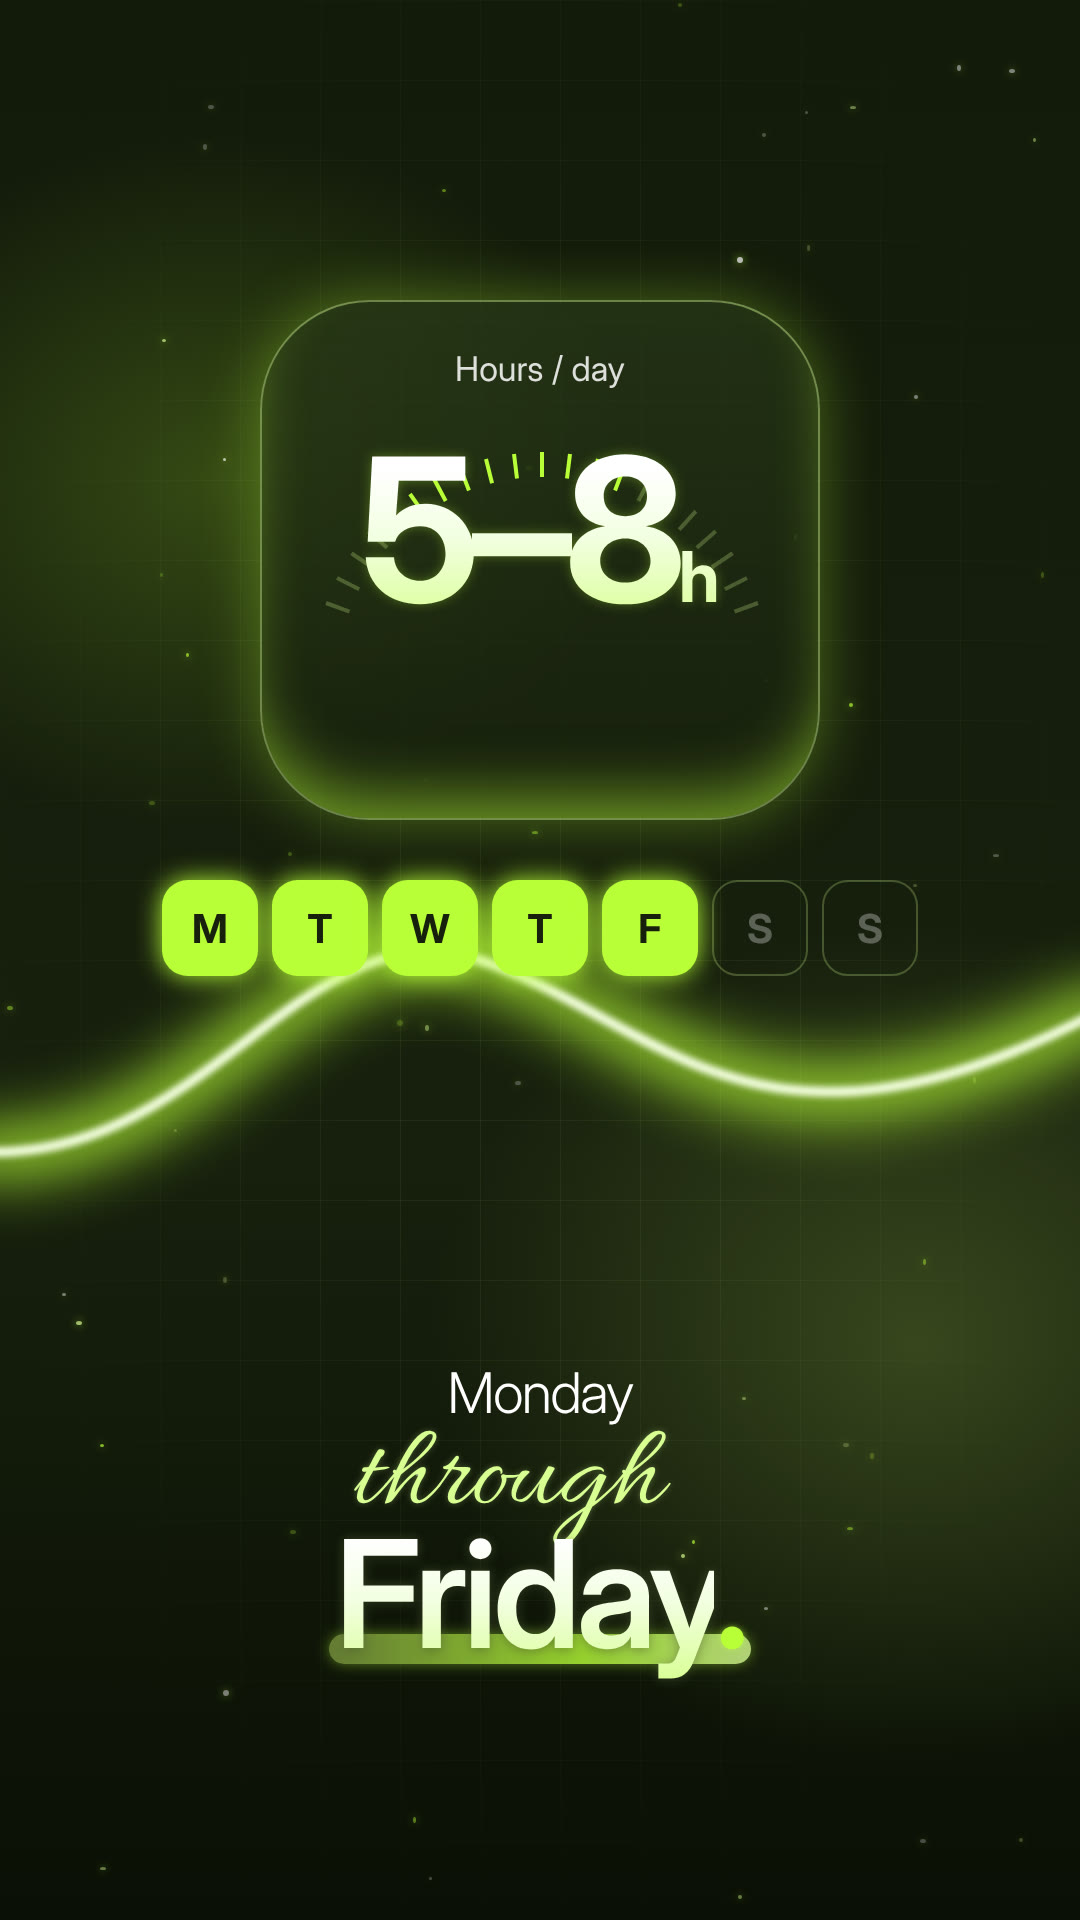 Hours / day
5–8h
M T W T F S S
Monday
through
Friday.